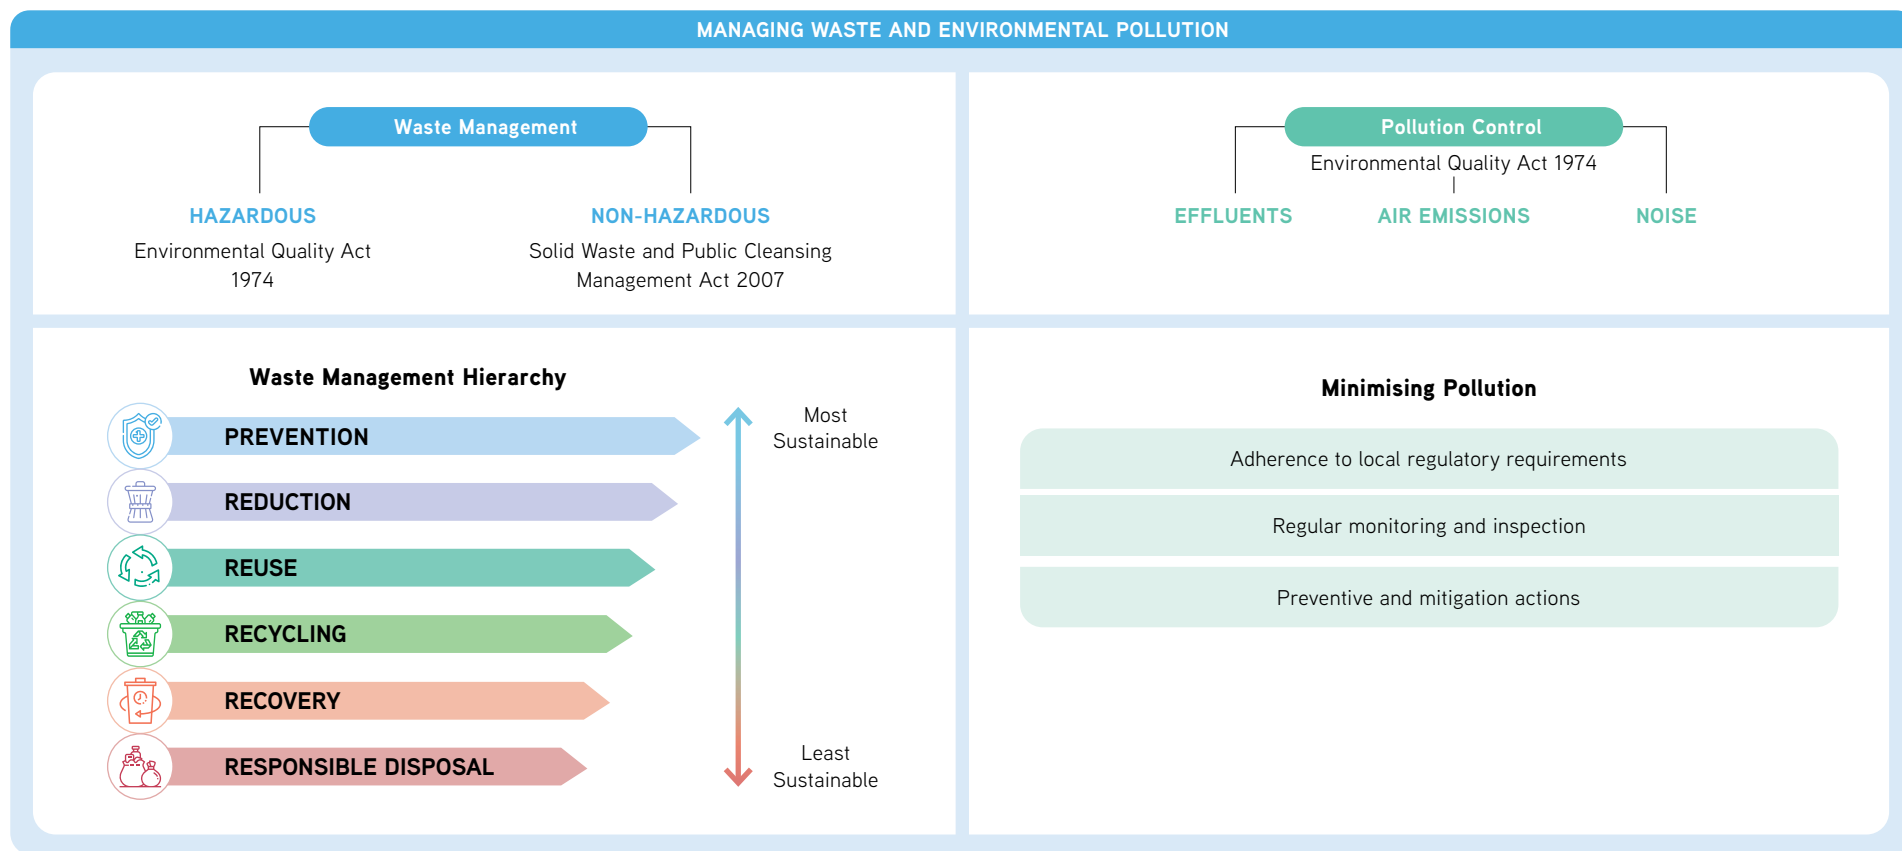 MANAGING WASTE AND ENVIRONMENTAL POLLUTION
Waste Management
HAZARDOUS
Environmental Quality Act
1974
NON-HAZARDOUS
Solid Waste and Public Cleansing
Management Act 2007
Pollution Control
Environmental Quality Act 1974
EFFLUENTS
AIR EMISSIONS
NOISE
Waste Management Hierarchy
PREVENTION
REDUCTION
REUSE
RECYCLING
RECOVERY
RESPONSIBLE DISPOSAL
Most
Sustainable
Least
Sustainable
Minimising Pollution
Adherence to local regulatory requirements
Regular monitoring and inspection
Preventive and mitigation actions